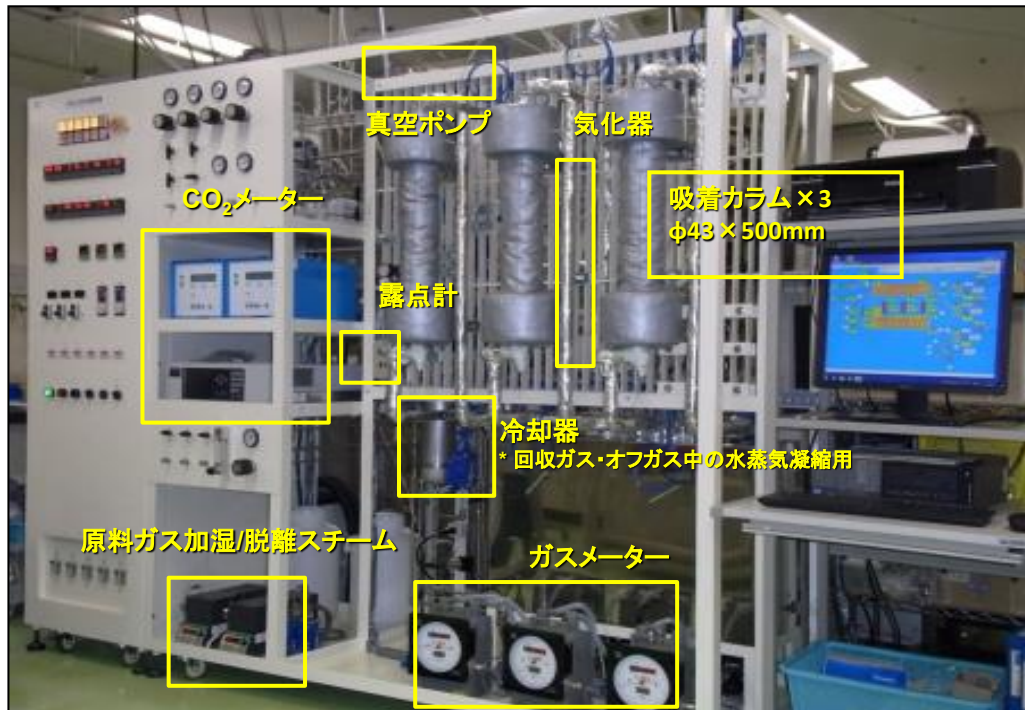 真空ポンプ
気化器
CO₂メーター
吸着カラム×3
φ43×500mm
露点計
冷却器
* 回収ガス・オフガス中の水蒸気凝縮用
原料ガス加湿/脱離スチーム
ガスメーター